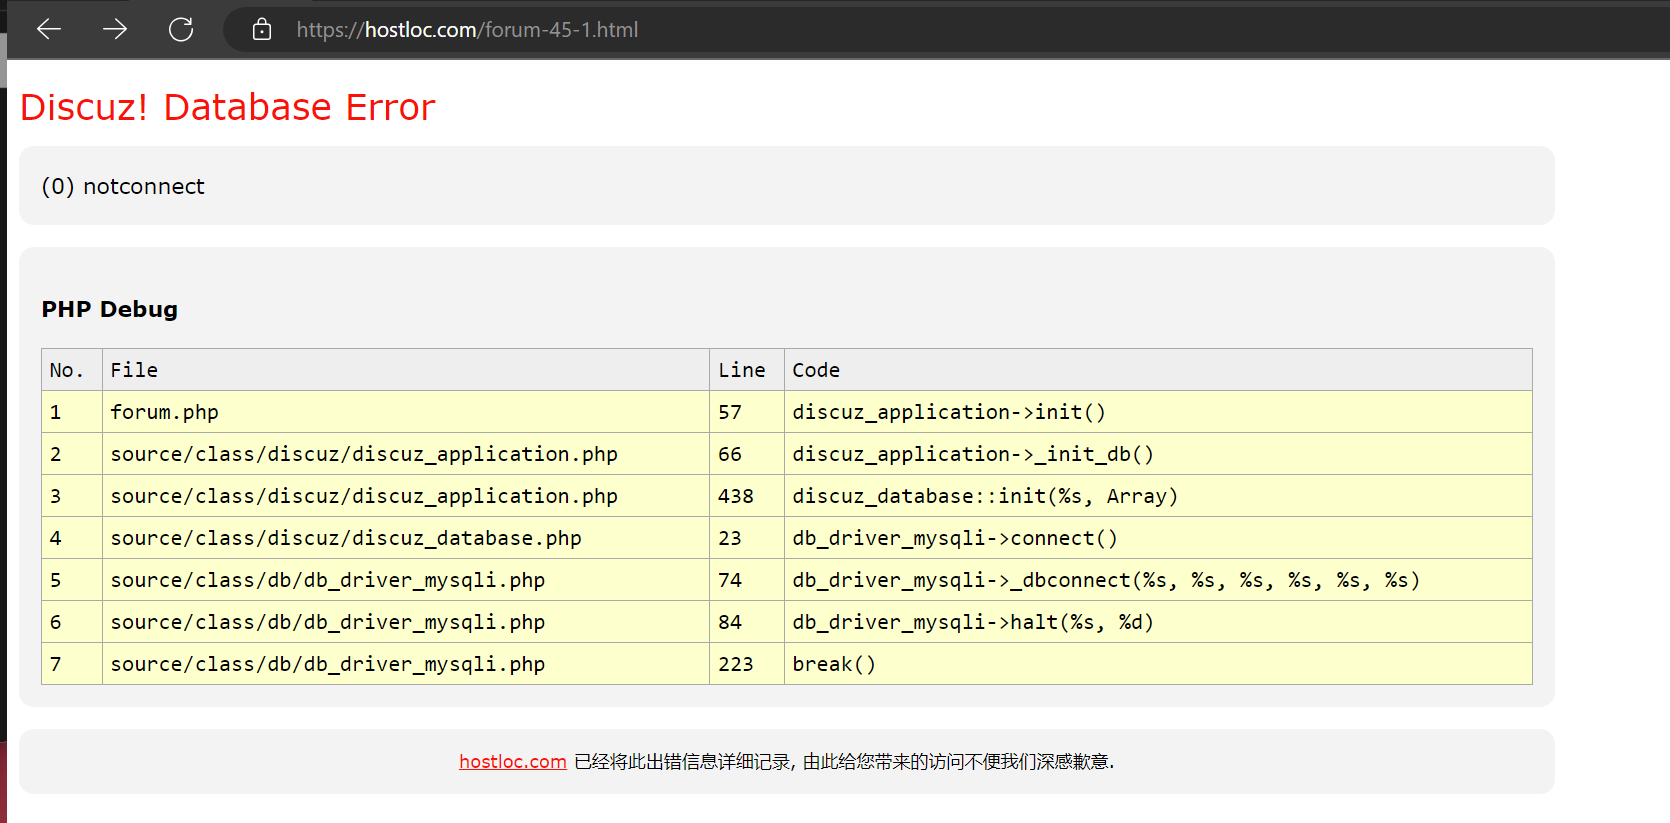 https://hostloc.com/forum-45-1.html
Discuz! Database Error
(0) notconnect
PHP Debug
No. File Line Code
1 forum.php 57 discuz_application->init()
2 source/class/discuz/discuz_application.php 66 discuz_application->_init_db()
3 source/class/discuz/discuz_application.php 438 discuz_database::init(%s, Array)
4 source/class/discuz/discuz_database.php 23 db_driver_mysqli->connect()
5 source/class/db/db_driver_mysqli.php 74 db_driver_mysqli->_dbconnect(%s, %s, %s, %s, %s, %s)
6 source/class/db/db_driver_mysqli.php 84 db_driver_mysqli->halt(%s, %d)
7 source/class/db/db_driver_mysqli.php 223 break()
hostloc.com 已经将此出错信息详细记录, 由此给您带来的访问不便我们深感歉意.